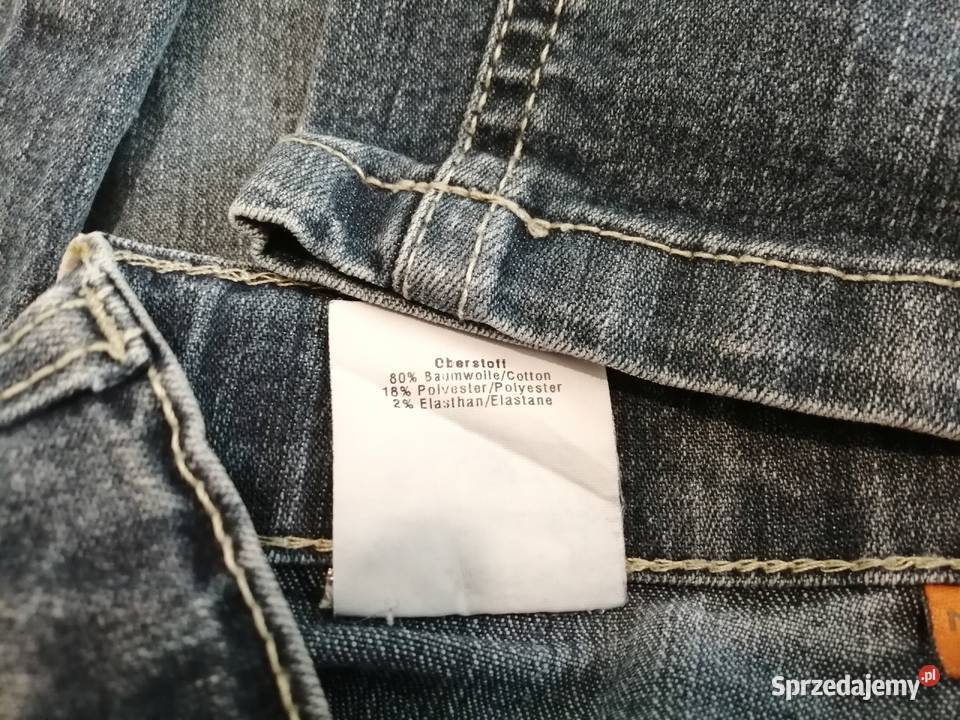 Oberstoff
80% Baumwolle/Cotton
18% Polyester/Polyester
2% Elasthan/Elastane
Sprzedajemy.pl